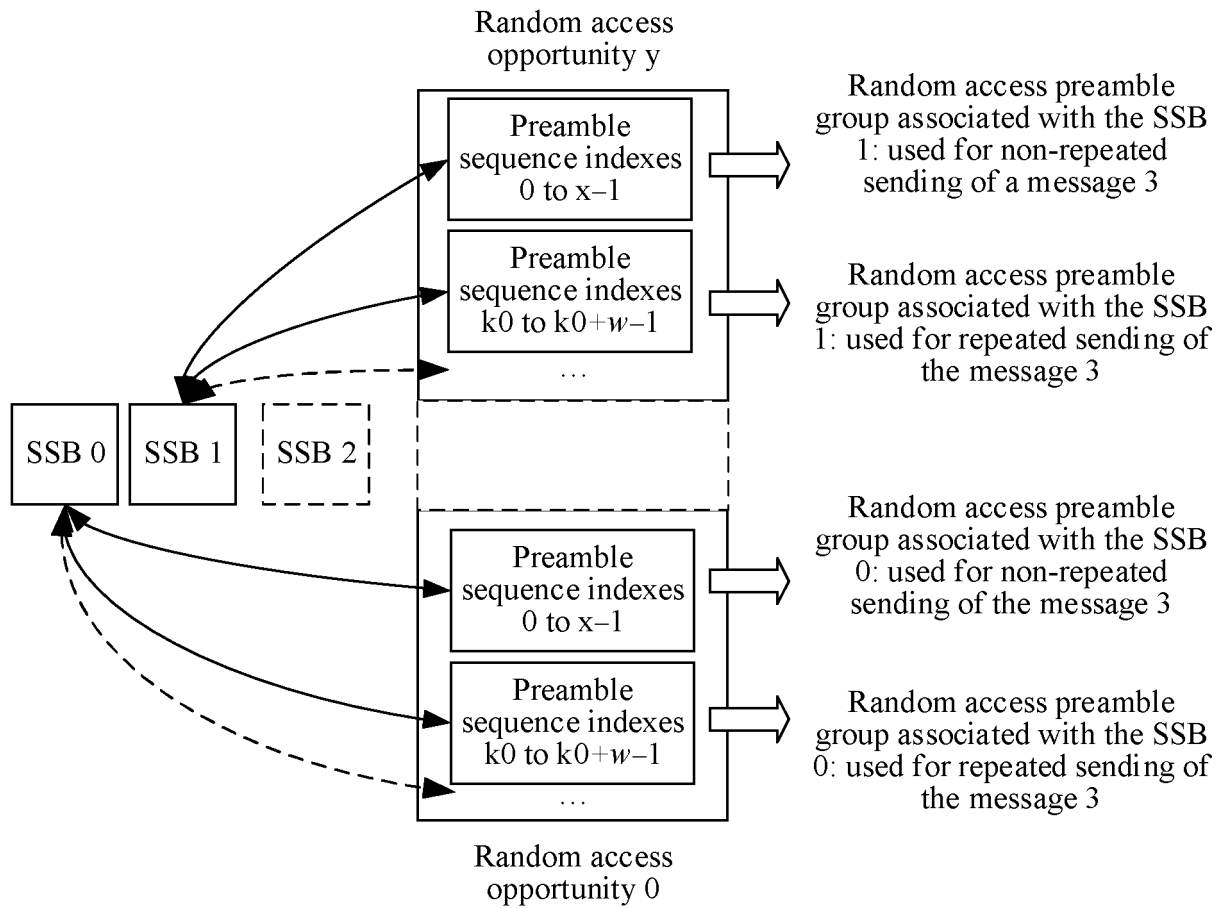 Random access
opportunity y
Preamble
sequence indexes
0 to x–1
Random access preamble
group associated with the SSB
1: used for non-repeated
sending of a message 3
Preamble
sequence indexes
k0 to k0+w–1
...
Random access preamble
group associated with the SSB
1: used for repeated sending of
the message 3
SSB 0
SSB 1
SSB 2
Preamble
sequence indexes
0 to x–1
Random access preamble
group associated with the SSB
0: used for non-repeated
sending of the message 3
Preamble
sequence indexes
k0 to k0+w–1
...
Random access preamble
group associated with the SSB
0: used for repeated sending of
the message 3
Random access
opportunity 0